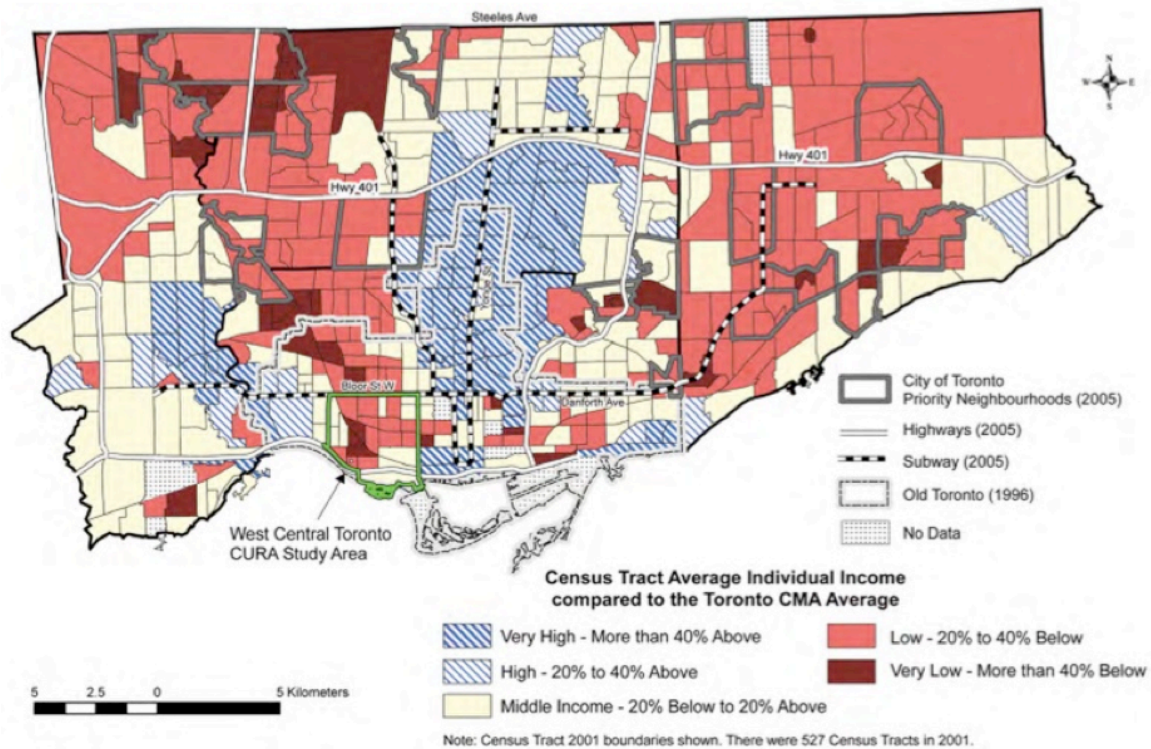 Steeles Ave
N
W E
S
Hwy 401
Hwy 401
Yonge St
Bloor St W
Danforth Ave
West Central Toronto
CURA Study Area
City of Toronto
Priority Neighbourhoods (2005)
Highways (2005)
Subway (2005)
Old Toronto (1996)
No Data
Census Tract Average Individual Income
compared to the Toronto CMA Average
Very High - More than 40% Above
Low - 20% to 40% Below
High - 20% to 40% Above
Very Low - More than 40% Below
Middle Income - 20% Below to 20% Above
5 2.5 0 5 Kilometers
Note: Census Tract 2001 boundaries shown. There were 527 Census Tracts in 2001.